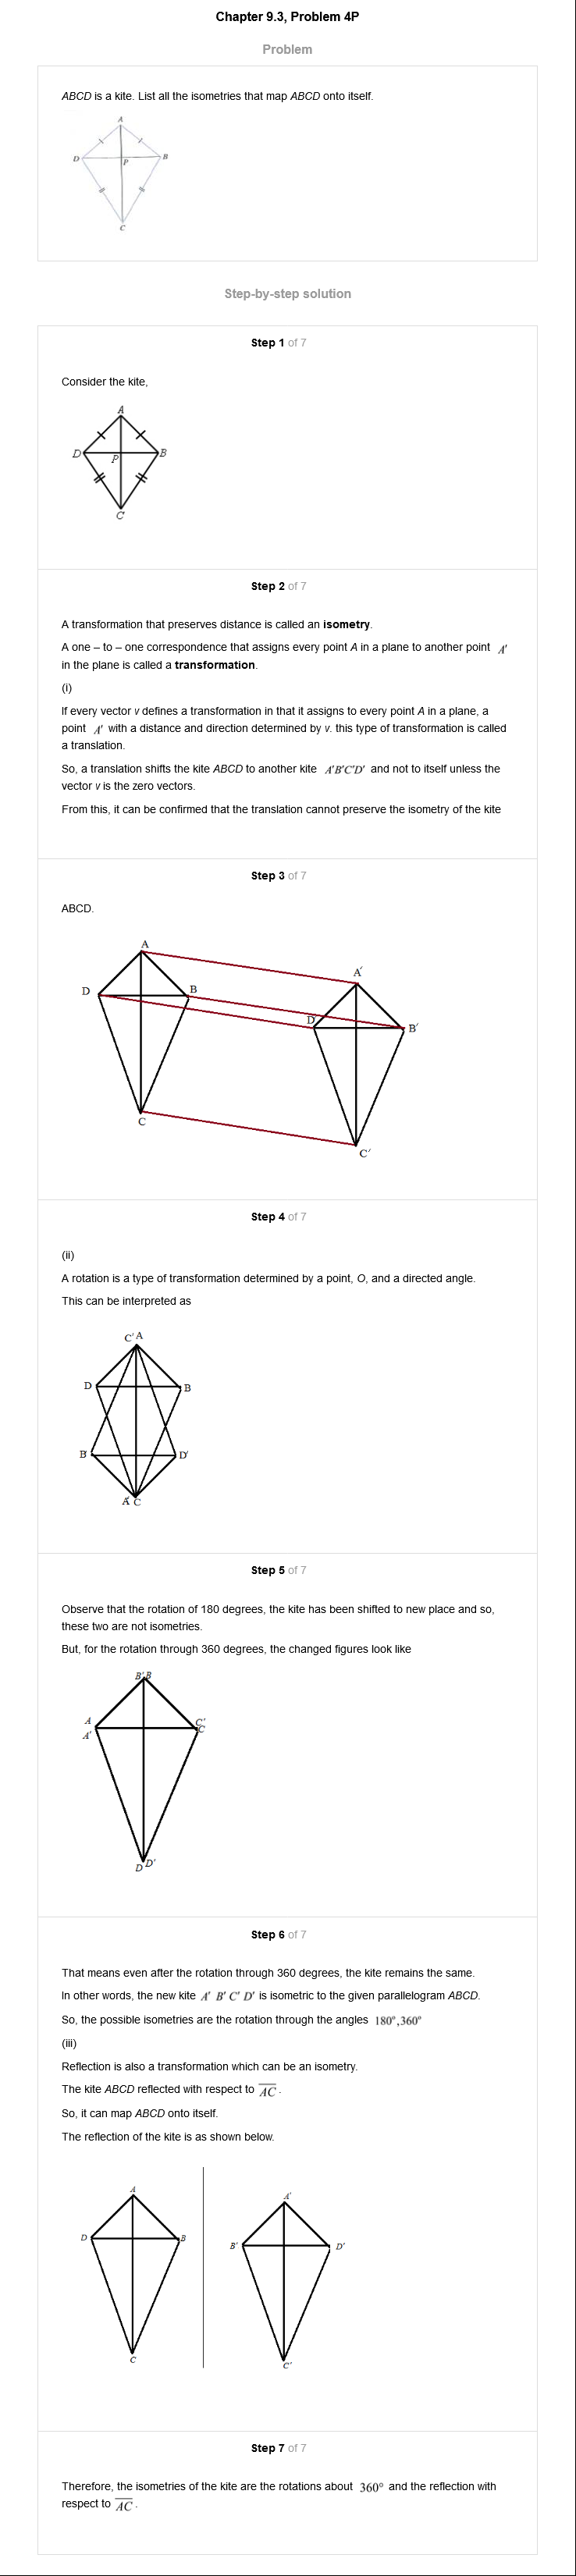 Chapter 9.3, Problem 4P
Problem
ABCD is a kite. List all the isometries that map ABCD onto itself.
A
D
B
P
C
Step-by-step solution
Step 1 of 7
Consider the kite,
A
D
B
P
C
Step 2 of 7
A transformation that preserves distance is called an isometry.
A one – to – one correspondence that assigns every point A in a plane to another point A′
in the plane is called a transformation.
(i)
If every vector v defines a transformation in that it assigns to every point A in a plane, a
point A′ with a distance and direction determined by v. this type of transformation is called
a translation.
So, a translation shifts the kite ABCD to another kite A′B′C′D′ and not to itself unless the
vector v is the zero vectors.
From this, it can be confirmed that the translation cannot preserve the isometry of the kite
Step 3 of 7
ABCD.
A
A′
D
B
D′
B′
C
C′
Step 4 of 7
(ii)
A rotation is a type of transformation determined by a point, O, and a directed angle.
This can be interpreted as
C′ A
D
B
B′
D′
A′ C
Step 5 of 7
Observe that the rotation of 180 degrees, the kite has been shifted to new place and so,
these two are not isometries.
But, for the rotation through 360 degrees, the changed figures look like
B′ B
A
A′
C′
C
D D′
Step 6 of 7
That means even after the rotation through 360 degrees, the kite remains the same.
In other words, the new kite A′ B′ C′ D′ is isometric to the given parallelogram ABCD.
So, the possible isometries are the rotation through the angles 180°,360°
(iii)
Reflection is also a transformation which can be an isometry.
The kite ABCD reflected with respect to AC .
So, it can map ABCD onto itself.
The reflection of the kite is as shown below.
A
A′
D
B
B′
D′
C
C′
Step 7 of 7
Therefore, the isometries of the kite are the rotations about 360° and the reflection with
respect to AC .